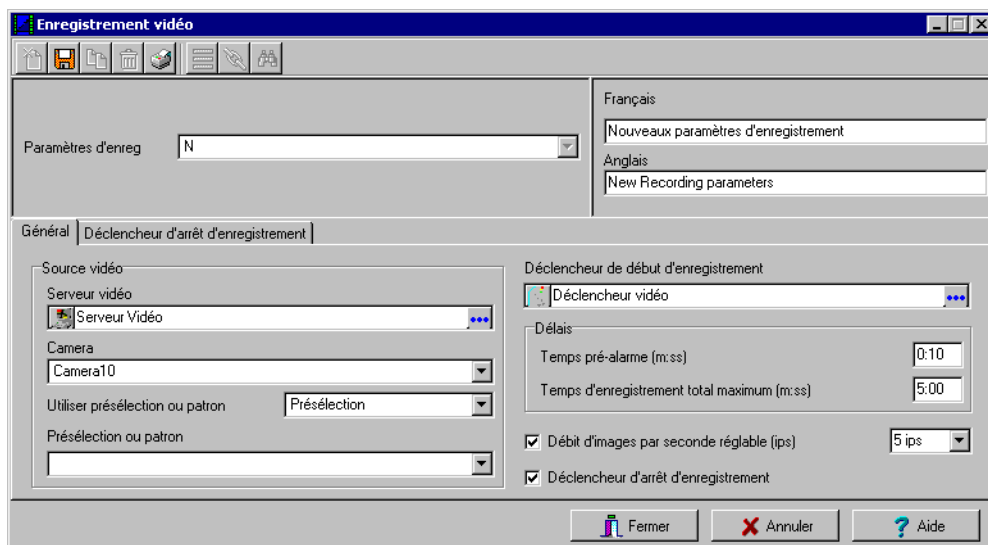 Enregistrement vidéo
Paramètres d'enreg
N
Français
Nouveaux paramètres d'enregistrement
Anglais
New Recording parameters
Général
Déclencheur d'arrêt d'enregistrement
Source vidéo
Serveur vidéo
Serveur Vidéo
Camera
Camera10
Utiliser présélection ou patron
Présélection
Présélection ou patron
Déclencheur de début d'enregistrement
Déclencheur vidéo
Délais
Temps pré-alarme (m:ss)
0:10
Temps d'enregistrement total maximum (m:ss)
5:00
Débit d'images par seconde réglable (ips)
5 ips
Déclencheur d'arrêt d'enregistrement
Fermer
Annuler
Aide